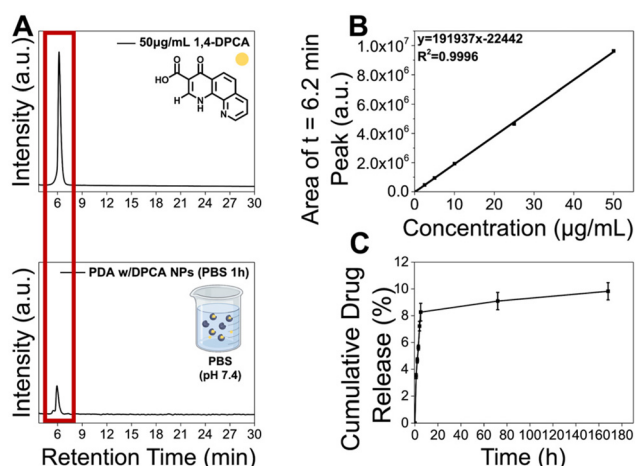 A
Intensity (a.u.)
50µg/mL 1,4-DPCA
O
O
HO
H
N
H
N
6 9 12 15 18 21 24 27 30
Intensity (a.u.)
PDA w/DPCA NPs (PBS 1h)
PBS
(pH 7.4)
6 9 12 15 18 21 24 27 30
Retention Time (min)
B
Area of t = 6.2 min
Peak (a.u.)
y=191937x-22442
R²=0.9996
1.0x10⁷
8.0x10⁶
6.0x10⁶
4.0x10⁶
2.0x10⁶
0.0
0 10 20 30 40 50
Concentration (µg/mL)
C
Cumulative Drug
Release (%)
12
10
8
6
4
2
0
0 20 40 60 80 100 120 140 160 180
Time (h)